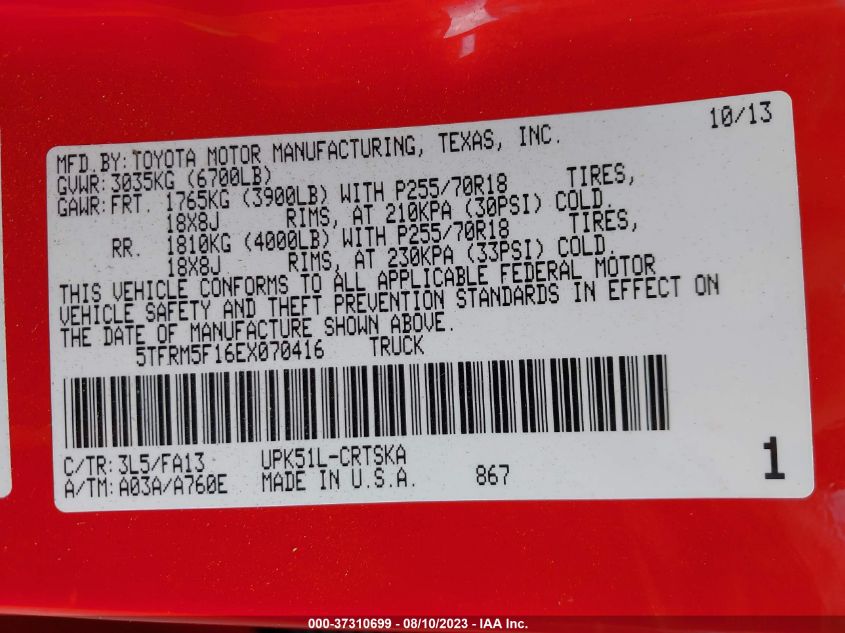 10/13
MFD.BY:TOYOTA MOTOR MANUFACTURING, TEXAS, INC.
GVWR:3035KG (6700LB)
GAWR:FRT. 1765KG (3900LB) WITH P255/70R18 TIRES,
18X8J RIMS, AT 210KPA (30PSI) COLD.
RR. 1810KG (4000LB) WITH P255/70R18 TIRES,
18X8J RIMS, AT 230KPA (33PSI) COLD.
THIS VEHICLE CONFORMS TO ALL APPLICABLE FEDERAL MOTOR
VEHICLE SAFETY AND THEFT PREVENTION STANDARDS IN EFFECT ON
THE DATE OF MANUFACTURE SHOWN ABOVE.
5TFRM5F16EX070416 TRUCK
C/TR:3L5/FA13 UPK51L-CRTSKA
A/TM:A03A/A760E MADE IN U.S.A. 867 1
000-37310699 - 08/10/2023 - IAA Inc.